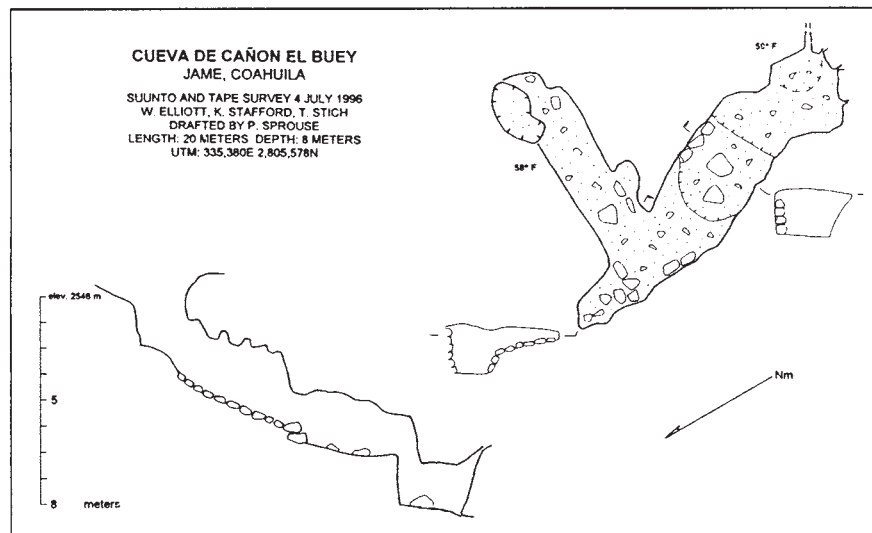 CUEVA DE CAÑON EL BUEY
JAME, COAHUILA
SUUNTO AND TAPE SURVEY 4 JULY 1996
W. ELLIOTT, K. STAFFORD, T. STICH
DRAFTED BY P. SPROUSE
LENGTH: 20 METERS DEPTH: 8 METERS
UTM: 335,380E 2,805,578N
50° F
58° F
elev. 2546 m
5
8 meters
Nm